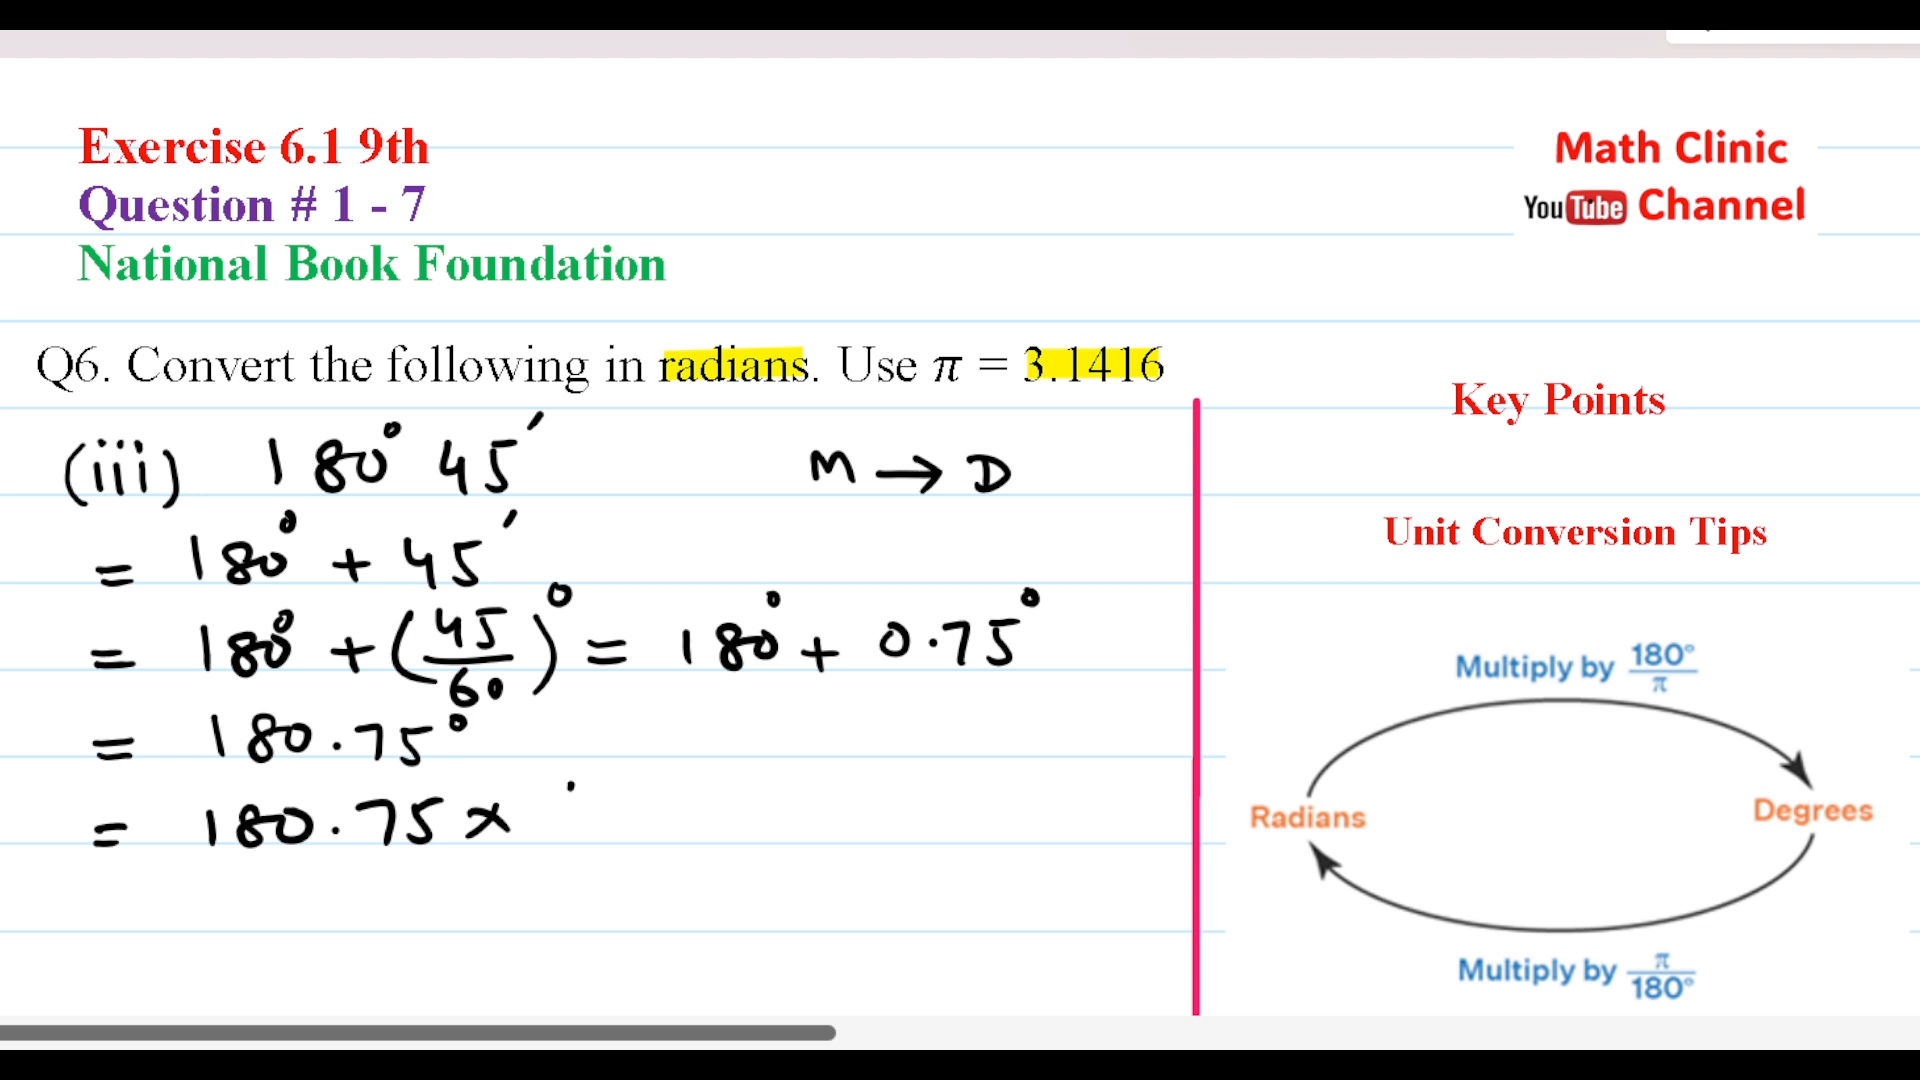 Exercise 6.1 9th
Question # 1 - 7
National Book Foundation
Math Clinic
YouTube Channel
Q6. Convert the following in radians. Use π = 3.1416
(iii) 180° 45′
M → D
= 180° + 45′
= 180° + (45/60)° = 180° + 0.75°
= 180.75°
= 180.75 ×
Key Points
Unit Conversion Tips
Multiply by 180°/π
Radians
Degrees
Multiply by π/180°